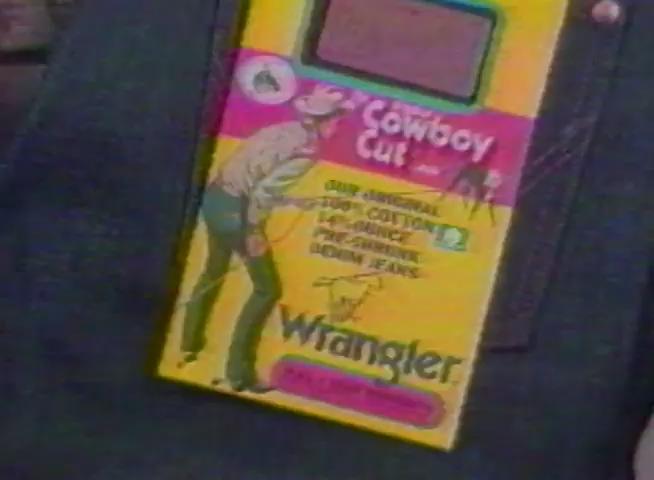 Cowboy
Cut
OUR ORIGINAL
100% COTTON
14¾ OUNCE
PRE-SHRUNK
DENIM JEANS
Wrangler